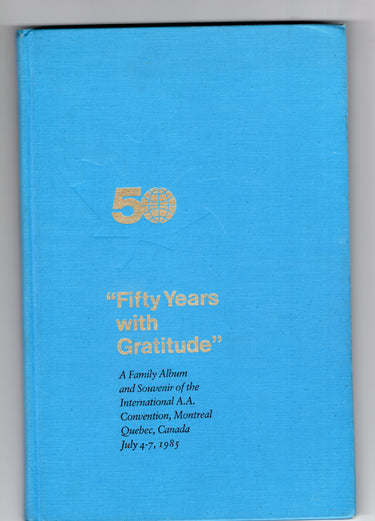 50
“Fifty Years
with
Gratitude”
A Family Album
and Souvenir of the
International A.A.
Convention, Montreal
Quebec, Canada
July 4-7, 1985